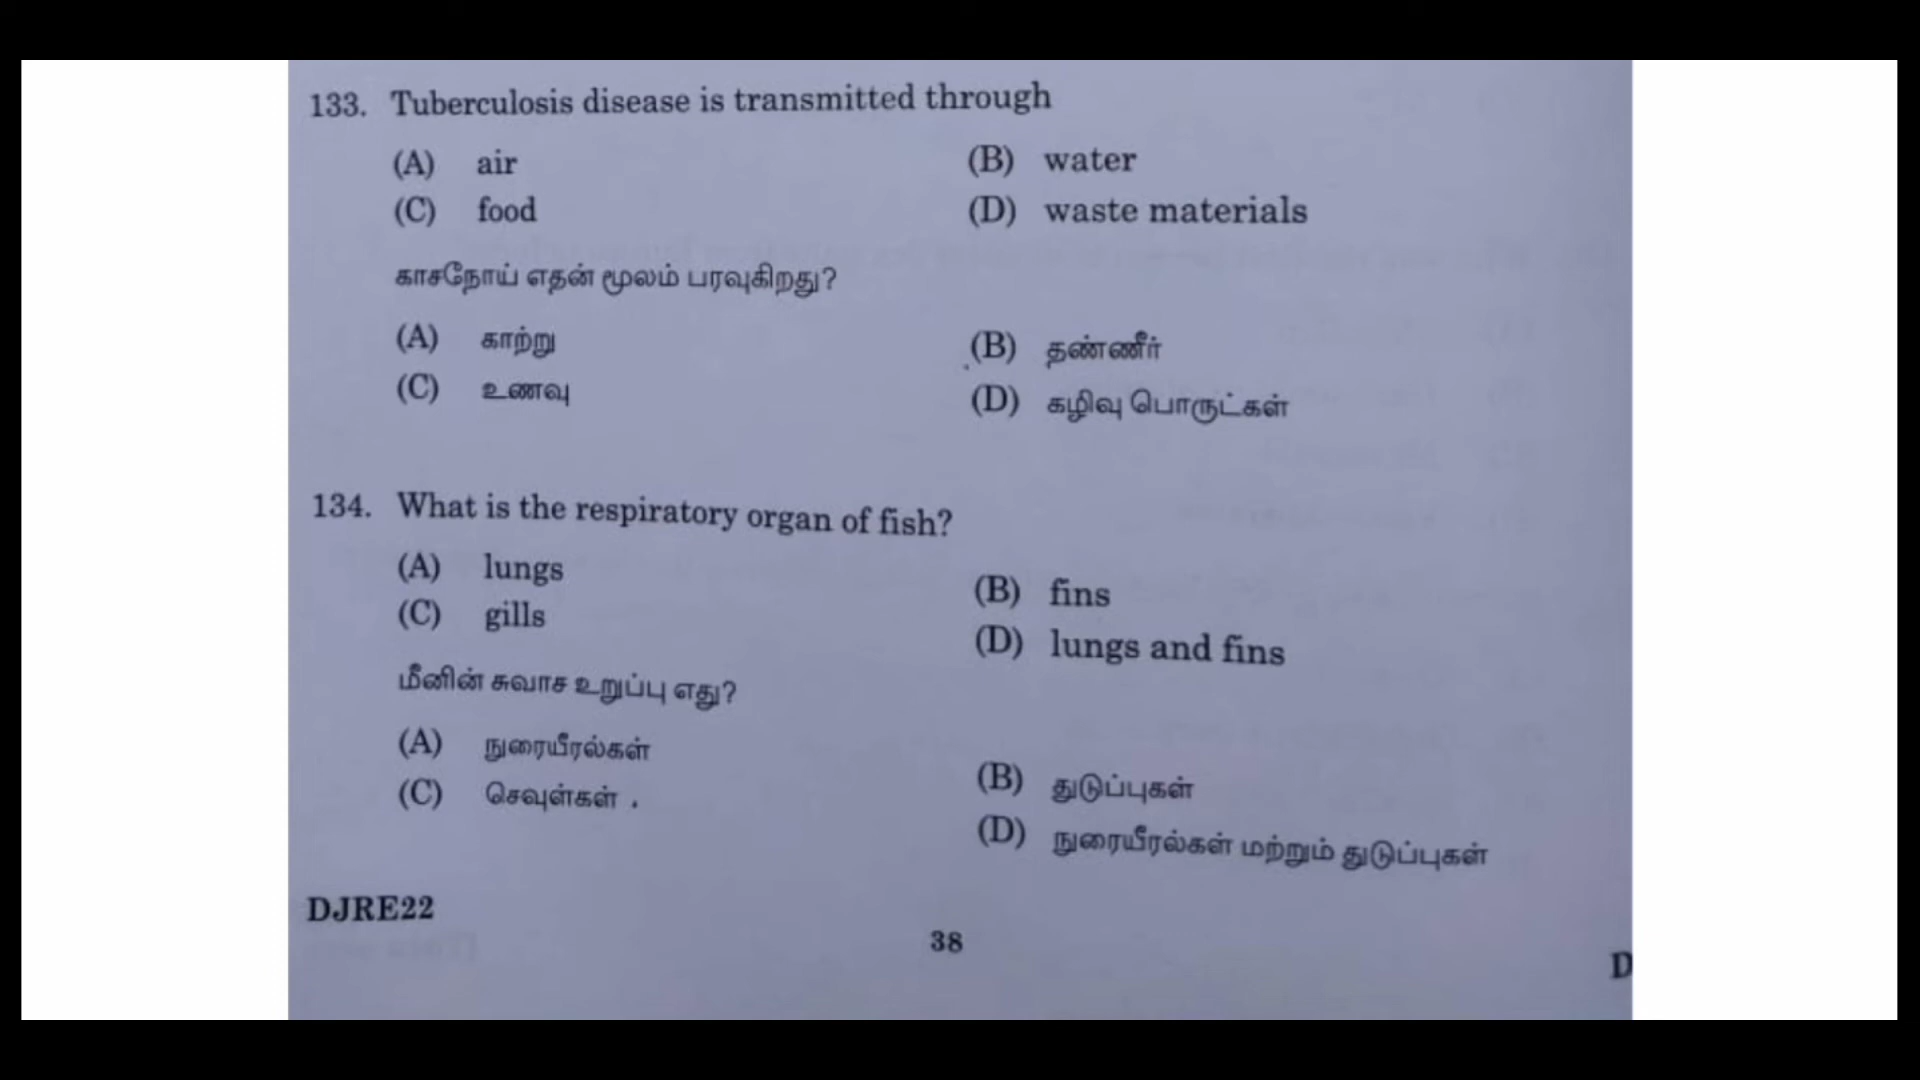 133. Tuberculosis disease is transmitted through
(A) air (B) water
(C) food (D) waste materials
காசநோய் எதன் மூலம் பரவுகிறது?
(A) காற்று (B) தண்ணீர்
(C) உணவு (D) கழிவு பொருட்கள்
134. What is the respiratory organ of fish?
(A) lungs (B) fins
(C) gills (D) lungs and fins
மீனின் சுவாச உறுப்பு எது?
(A) நுரையீரல்கள் (B) துடுப்புகள்
(C) செவுள்கள் (D) நுரையீரல்கள் மற்றும் துடுப்புகள்
DJRE22
38
D